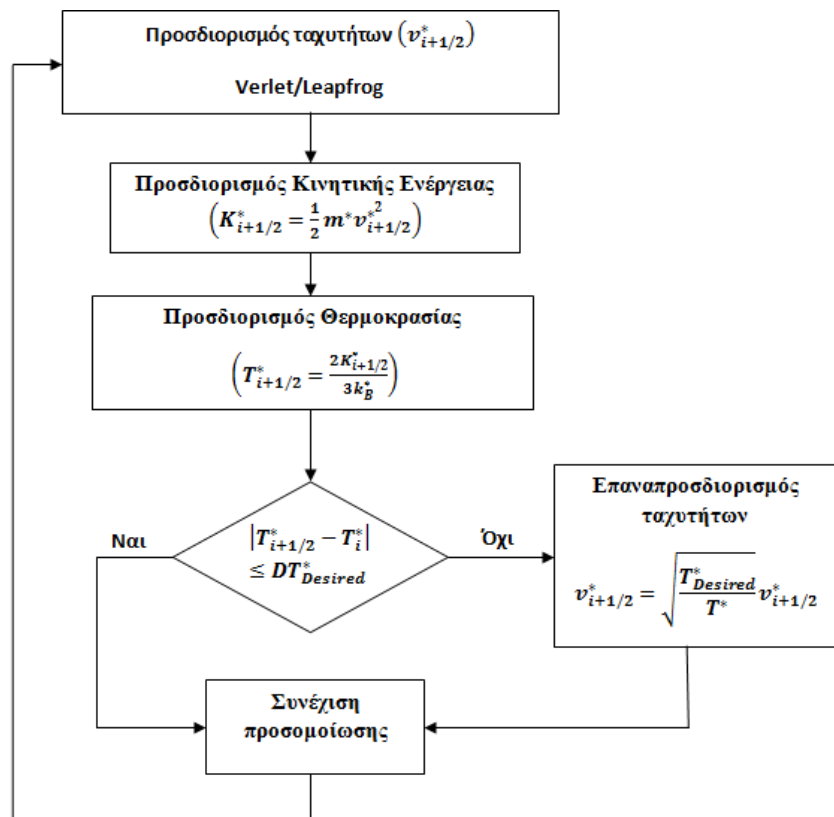 Προσδιορισμός ταχυτήτων (v*_{i+1/2})
Verlet/Leapfrog
Προσδιορισμός Κινητικής Ενέργειας
(K*_{i+1/2} = 1/2 m* v*_{i+1/2}^2)
Προσδιορισμός Θερμοκρασίας
(T*_{i+1/2} = 2K*_{i+1/2} / 3k*_B)
Ναι
|T*_{i+1/2} − T*_i|
≤ DT*_{Desired}
Όχι
Επαναπροσδιορισμός
ταχυτήτων
v*_{i+1/2} = √(T*_{Desired} / T*) v*_{i+1/2}
Συνέχιση
προσομοίωσης